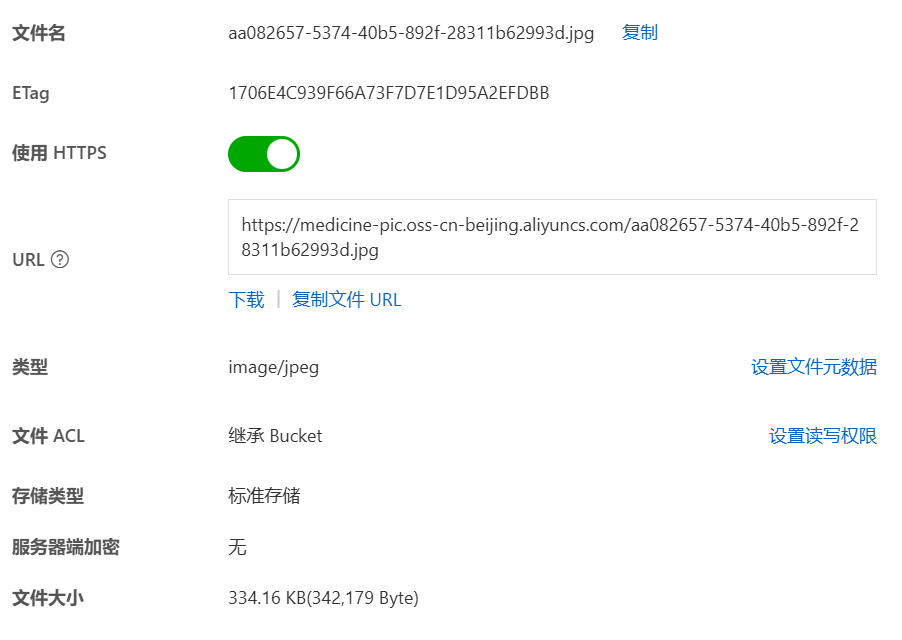 文件名 aa082657-5374-40b5-892f-28311b62993d.jpg 复制
ETag 1706E4C939F66A73F7D7E1D95A2EFDBB
使用 HTTPS
https://medicine-pic.oss-cn-beijing.aliyuncs.com/aa082657-5374-40b5-892f-2
8311b62993d.jpg
URL ?
下载 | 复制文件 URL
类型 image/jpeg 设置文件元数据
文件 ACL 继承 Bucket 设置读写权限
存储类型 标准存储
服务器端加密 无
文件大小 334.16 KB(342,179 Byte)